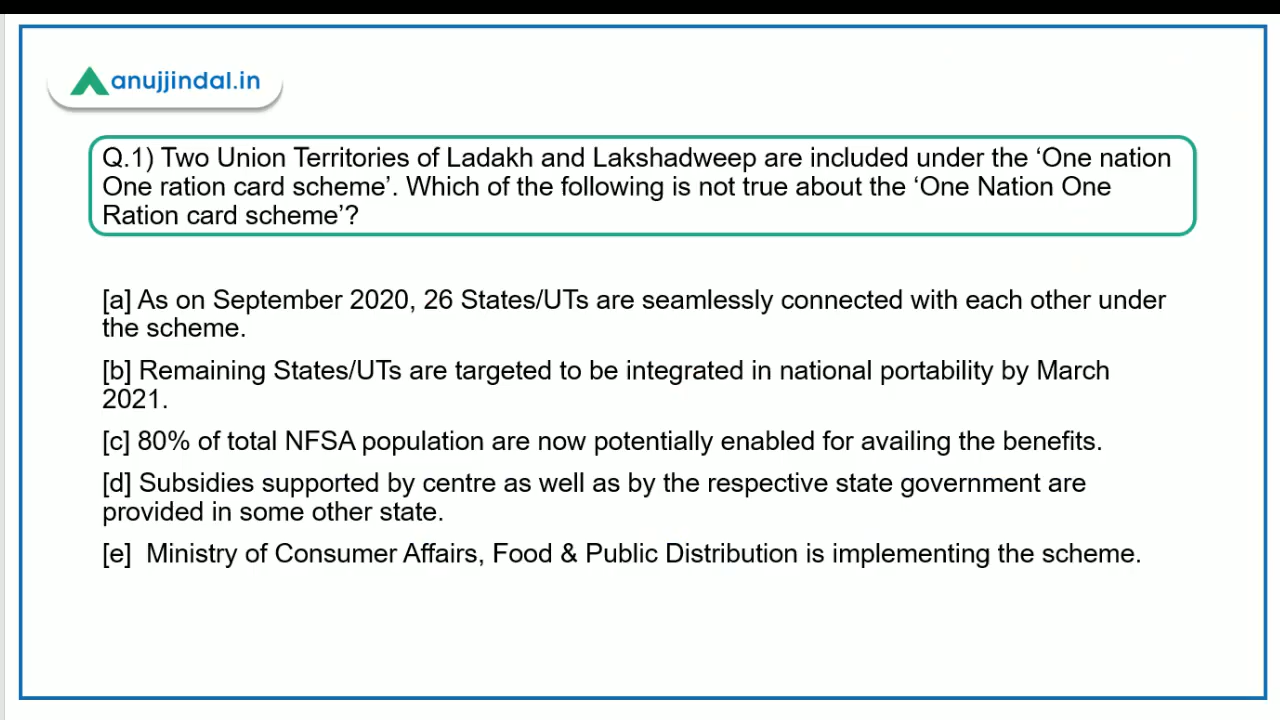 anujjindal.in
Q.1) Two Union Territories of Ladakh and Lakshadweep are included under the ‘One nation
One ration card scheme’. Which of the following is not true about the ‘One Nation One
Ration card scheme’?
[a] As on September 2020, 26 States/UTs are seamlessly connected with each other under
the scheme.
[b] Remaining States/UTs are targeted to be integrated in national portability by March
2021.
[c] 80% of total NFSA population are now potentially enabled for availing the benefits.
[d] Subsidies supported by centre as well as by the respective state government are
provided in some other state.
[e]  Ministry of Consumer Affairs, Food & Public Distribution is implementing the scheme.